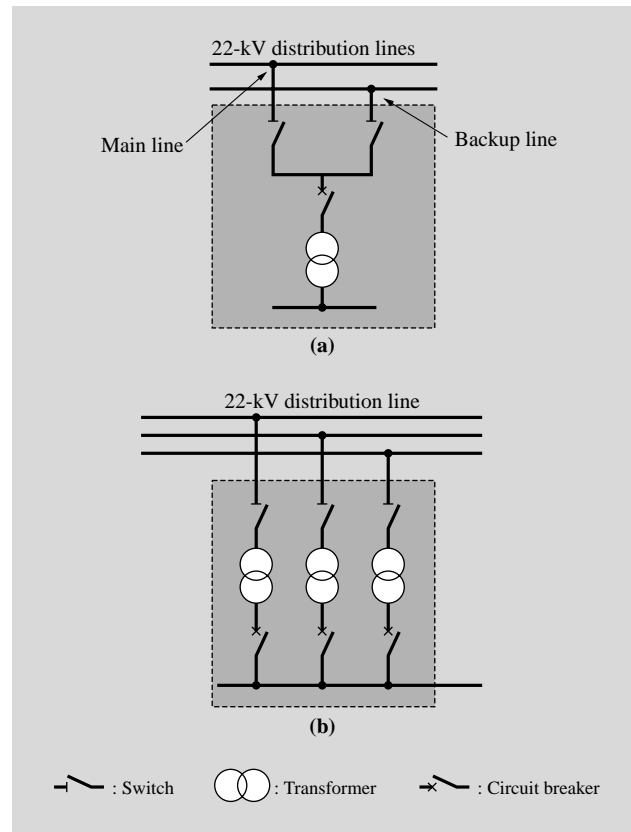 22-kV distribution lines
Main line
Backup line
(a)
22-kV distribution line
(b)
: Switch
: Transformer
: Circuit breaker